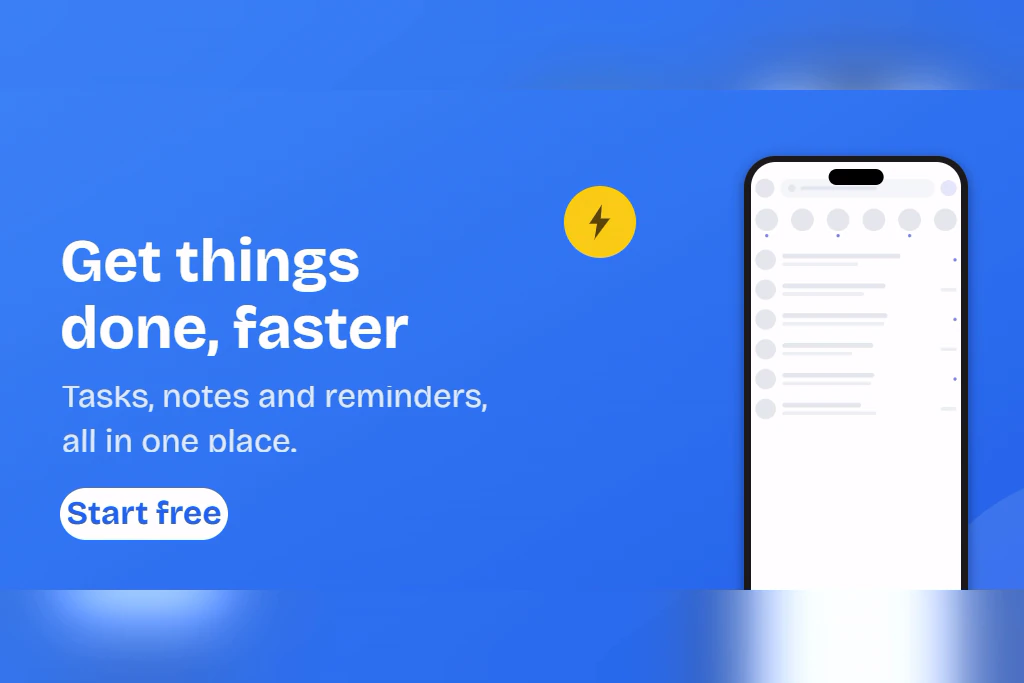 Get things
done, faster
Tasks, notes and reminders,
all in one place.
Start free